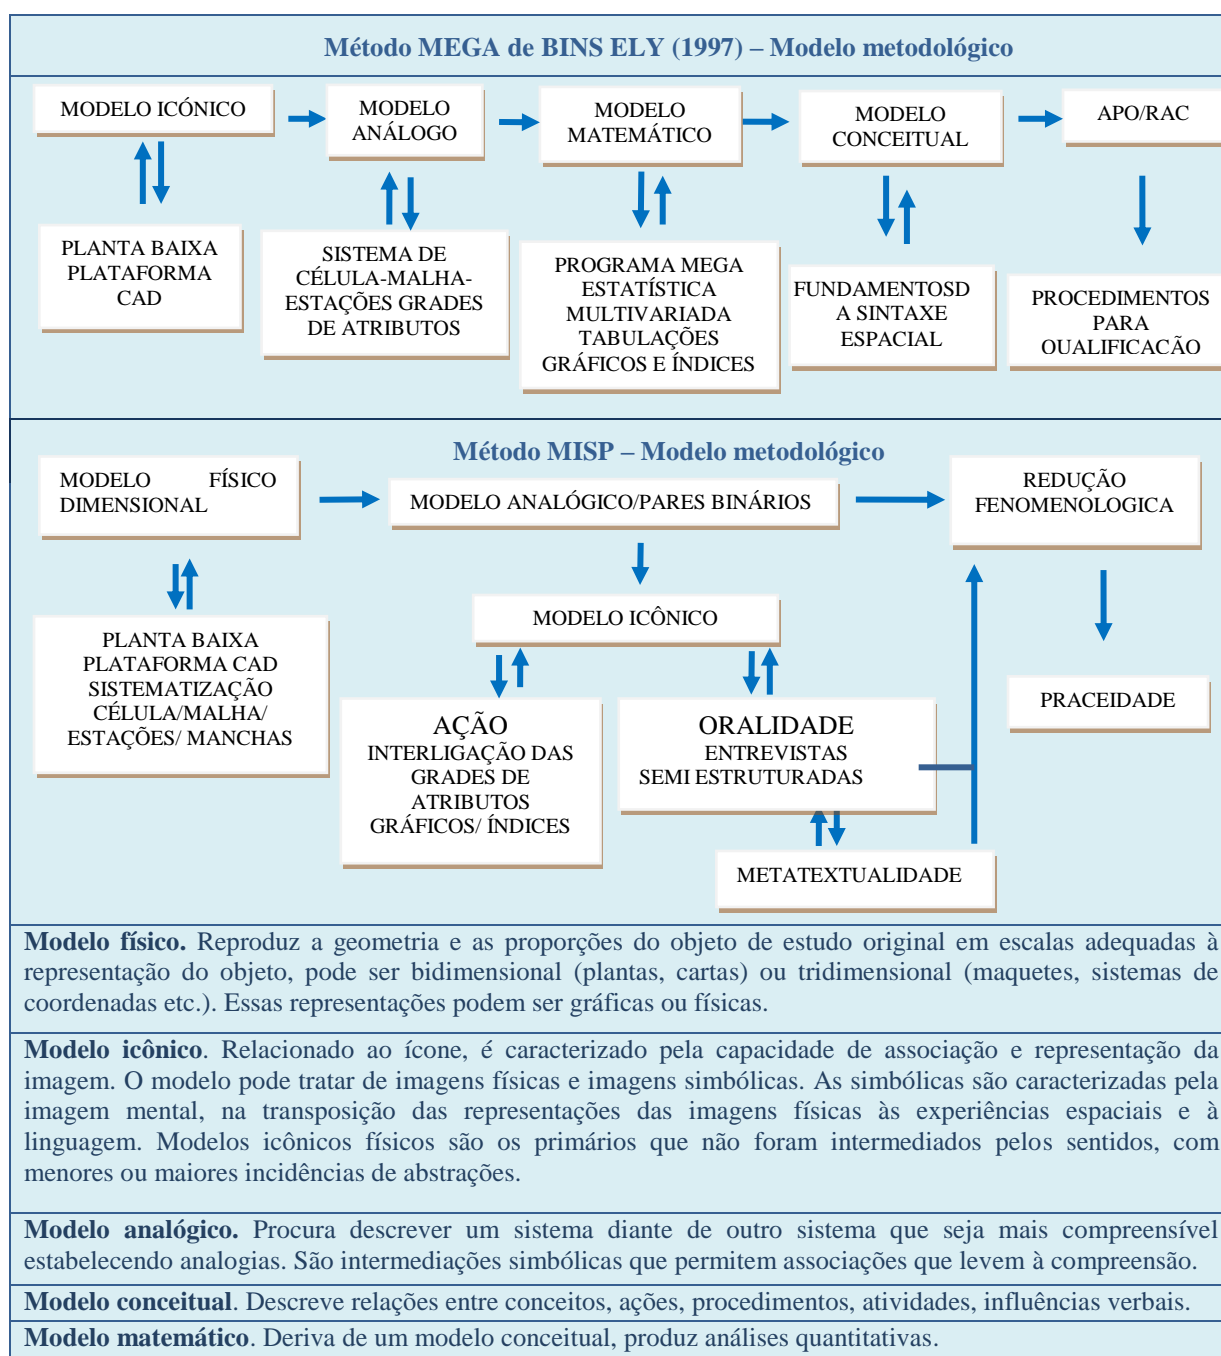 Método MEGA de BINS ELY (1997) – Modelo metodológico
MODELO ICÓNICO
MODELO
ANÁLOGO
MODELO
MATEMÁTICO
MODELO
CONCEITUAL
APO/RAC
PLANTA BAIXA
PLATAFORMA
CAD
SISTEMA DE
CÉLULA-MALHA-
ESTAÇÕES GRADES
DE ATRIBUTOS
PROGRAMA MEGA
ESTATÍSTICA
MULTIVARIADA
TABULAÇÕES
GRÁFICOS E ÍNDICES
FUNDAMENTOSD
A SINTAXE
ESPACIAL
PROCEDIMENTOS
PARA
QUALIFICACÃO
Método MISP – Modelo metodológico
MODELO FÍSICO
DIMENSIONAL
MODELO ANALÓGICO/PARES BINÁRIOS
REDUÇÃO
FENOMENOLOGICA
MODELO ICÔNICO
PLANTA BAIXA
PLATAFORMA CAD
SISTEMATIZAÇÃO
CÉLULA/MALHA/
ESTAÇÕES/ MANCHAS
AÇÃO
INTERLIGAÇÃO DAS
GRADES DE
ATRIBUTOS
GRÁFICOS/ ÍNDICES
ORALIDADE
ENTREVISTAS
SEMI ESTRUTURADAS
PRACEIDADE
METATEXTUALIDADE
Modelo físico. Reproduz a geometria e as proporções do objeto de estudo original em escalas adequadas à
representação do objeto, pode ser bidimensional (plantas, cartas) ou tridimensional (maquetes, sistemas de
coordenadas etc.). Essas representações podem ser gráficas ou físicas.
Modelo icônico. Relacionado ao ícone, é caracterizado pela capacidade de associação e representação da
imagem. O modelo pode tratar de imagens físicas e imagens simbólicas. As simbólicas são caracterizadas pela
imagem mental, na transposição das representações das imagens físicas às experiências espaciais e à
linguagem. Modelos icônicos físicos são os primários que não foram intermediados pelos sentidos, com
menores ou maiores incidências de abstrações.
Modelo analógico. Procura descrever um sistema diante de outro sistema que seja mais compreensível
estabelecendo analogias. São intermediações simbólicas que permitem associações que levem à compreensão.
Modelo conceitual. Descreve relações entre conceitos, ações, procedimentos, atividades, influências verbais.
Modelo matemático. Deriva de um modelo conceitual, produz análises quantitativas.